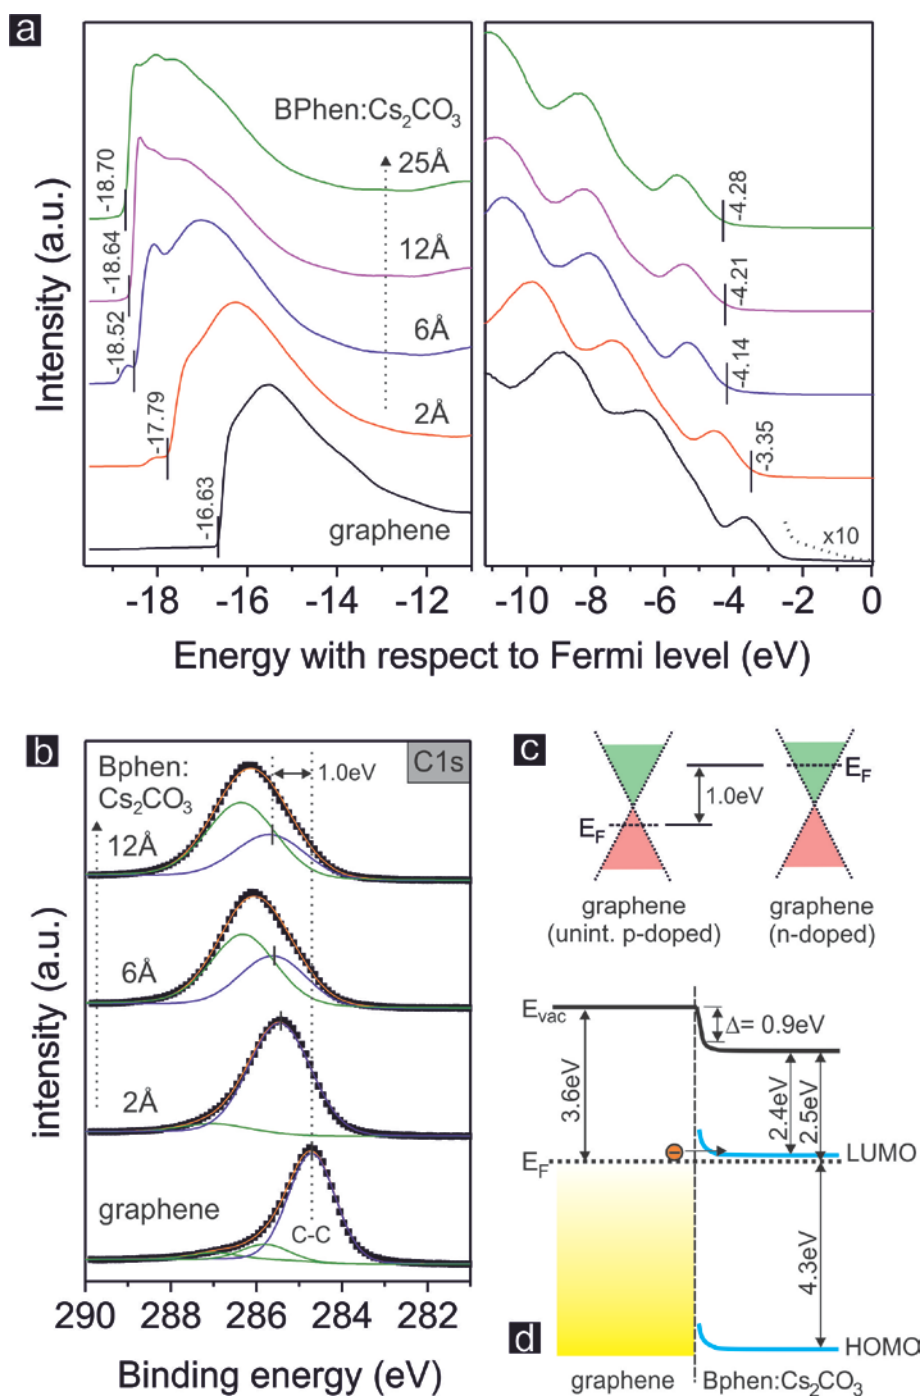 a
BPhen:Cs₂CO₃
25Å
12Å
6Å
2Å
graphene
-18.70
-18.64
-18.52
-17.79
-16.63
-4.28
-4.21
-4.14
-3.35
x10
Intensity (a.u.)
-18 -16 -14 -12 -10 -8 -6 -4 -2 0
Energy with respect to Fermi level (eV)
b
Bphen:
Cs₂CO₃
1.0eV
C1s
12Å
6Å
2Å
graphene
C-C
intensity (a.u.)
290 288 286 284 282
Binding energy (eV)
c
E_F
1.0eV
E_F
graphene
(unint. p-doped)
graphene
(n-doped)
E_vac
Δ= 0.9eV
3.6eV
2.4eV
2.5eV
LUMO
E_F
4.3eV
HOMO
d
graphene
Bphen:Cs₂CO₃